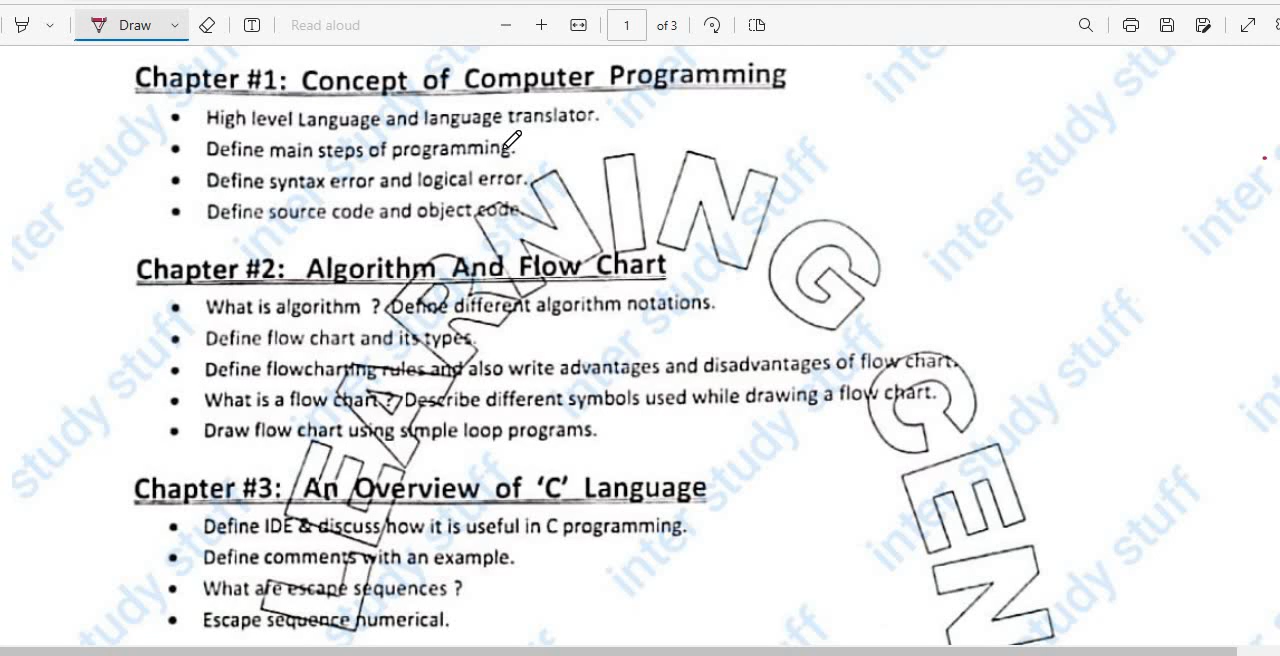 Draw
Read aloud
1 of 3
Chapter #1: Concept of Computer Programming
• High level Language and language translator.
• Define main steps of programming.
• Define syntax error and logical error.
• Define source code and object code.
Chapter #2: Algorithm And Flow Chart
• What is algorithm ? Define different algorithm notations.
• Define flow chart and its types.
• Define flowcharting rules and also write advantages and disadvantages of flow chart.
• What is a flow chart ? Describe different symbols used while drawing a flow chart.
• Draw flow chart using simple loop programs.
Chapter #3: An Overview of ‘C’ Language
• Define IDE & discuss how it is useful in C programming.
• Define comments with an example.
• What are escape sequences ?
• Escape sequence numerical.
LEARNING CEN
inter study stuff